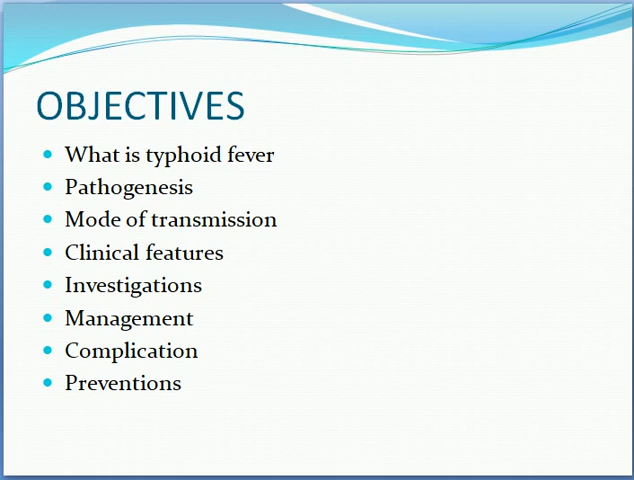 OBJECTIVES
What is typhoid fever
Pathogenesis
Mode of transmission
Clinical features
Investigations
Management
Complication
Preventions